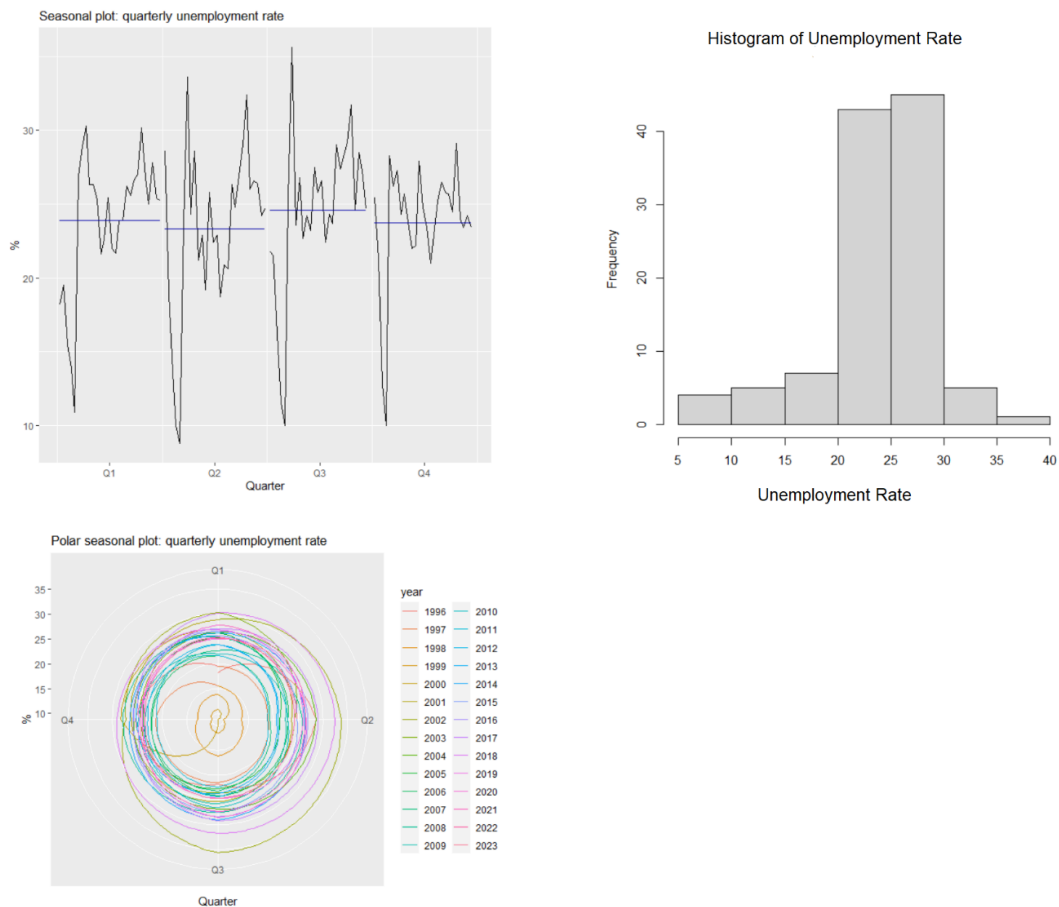 Seasonal plot: quarterly unemployment rate
30
20
10
%
Q1 Q2 Q3 Q4
Quarter
Histogram of Unemployment Rate
40
30
20
10
0
Frequency
5 10 15 20 25 30 35 40
Unemployment Rate
Polar seasonal plot: quarterly unemployment rate
35
30
25
20
15
10
%
Q1
Q4 Q2
Q3
Quarter
year
1996 2010
1997 2011
1998 2012
1999 2013
2000 2014
2001 2015
2002 2016
2003 2017
2004 2018
2005 2019
2006 2020
2007 2021
2008 2022
2009 2023